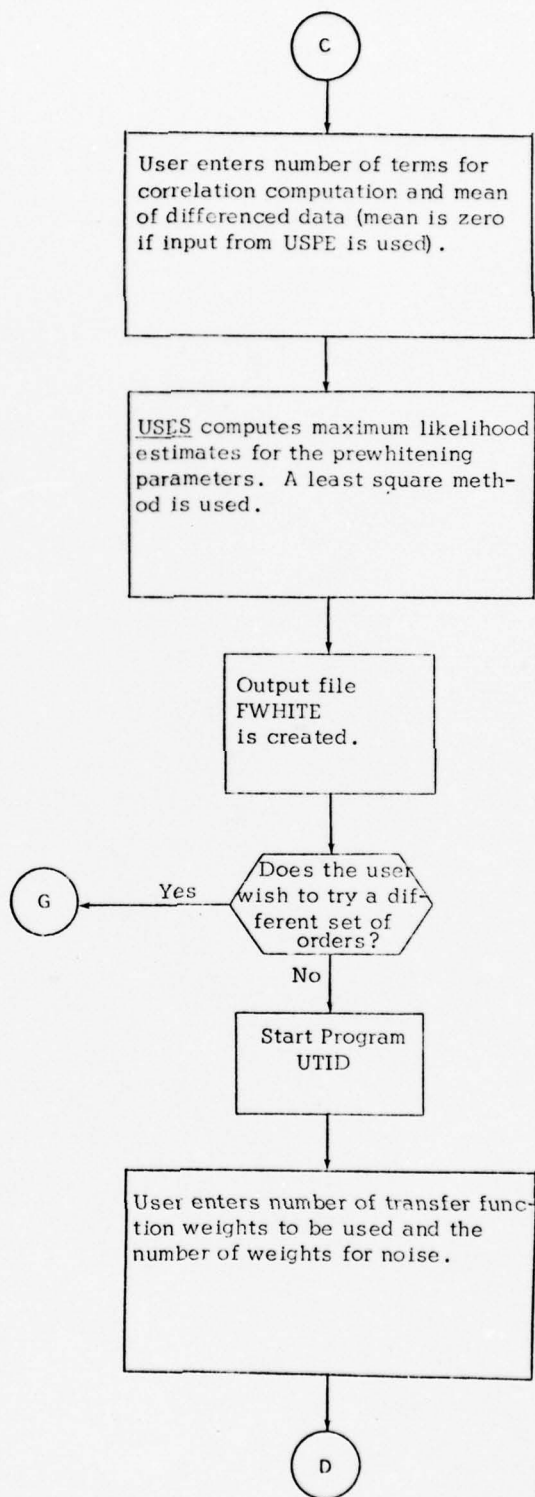 C
User enters number of terms for
correlation computation and mean
of differenced data (mean is zero
if input from USPE is used).
USES computes maximum likelihood
estimates for the prewhitening
parameters. A least square meth-
od is used.
Output file
FWHITE
is created.
Does the user
wish to try a dif-
ferent set of
orders?
Yes
G
No
Start Program
UTID
User enters number of transfer func-
tion weights to be used and the
number of weights for noise.
D